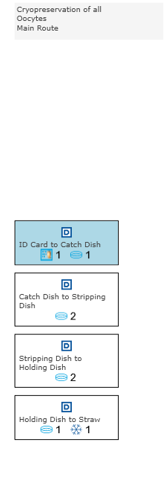 Cryopreservation of all
Oocytes
Main Route
D
ID Card to Catch Dish
1 1
D
Catch Dish to Stripping
Dish
2
D
Stripping Dish to
Holding Dish
2
D
Holding Dish to Straw
1 1